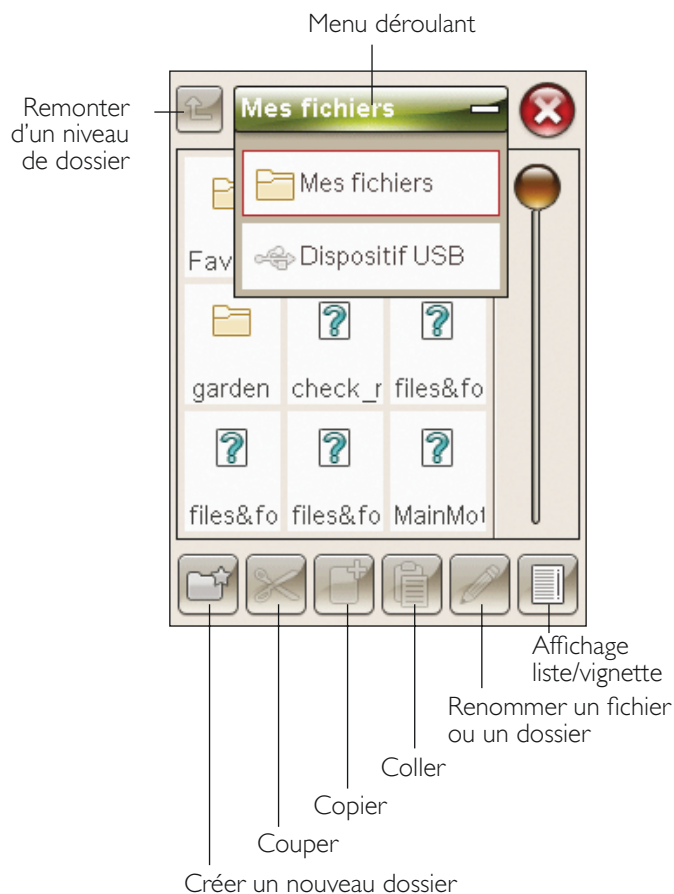 Menu déroulant
Remonter
d'un niveau
de dossier
Mes fichiers
Mes fichiers
Dispositif USB
Fav
garden
check_r
files&fo
files&fo
files&fo
MainMot
Affichage
liste/vignette
Renommer un fichier
ou un dossier
Coller
Copier
Couper
Créer un nouveau dossier